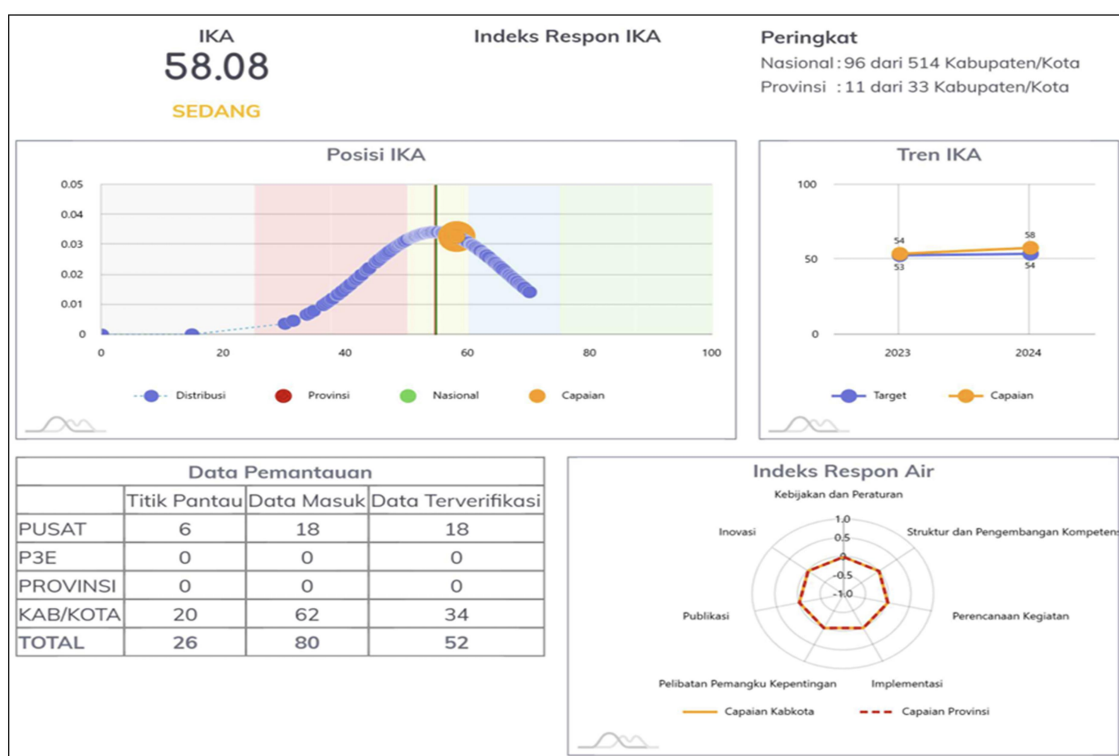 IKA
58.08
SEDANG
Indeks Respon IKA
Peringkat
Nasional : 96 dari 514 Kabupaten/Kota
Provinsi : 11 dari 33 Kabupaten/Kota
Posisi IKA
0.05
0.04
0.03
0.02
0.01
0
0 20 40 60 80 100
Distribusi Provinsi Nasional Capaian
Tren IKA
100
50
0
54 58
53 54
2023 2024
Target Capaian
Data Pemantauan
Titik Pantau Data Masuk Data Terverifikasi
PUSAT 6 18 18
P3E 0 0 0
PROVINSI 0 0 0
KAB/KOTA 20 62 34
TOTAL 26 80 52
Indeks Respon Air
Kebijakan dan Peraturan
1.0
0.5
0
-0.5
-1.0
Inovasi
Struktur dan Pengembangan Kompetens
Publikasi
Perencanaan Kegiatan
Pelibatan Pemangku Kepentingan
Implementasi
Capaian Kabkota Capaian Provinsi